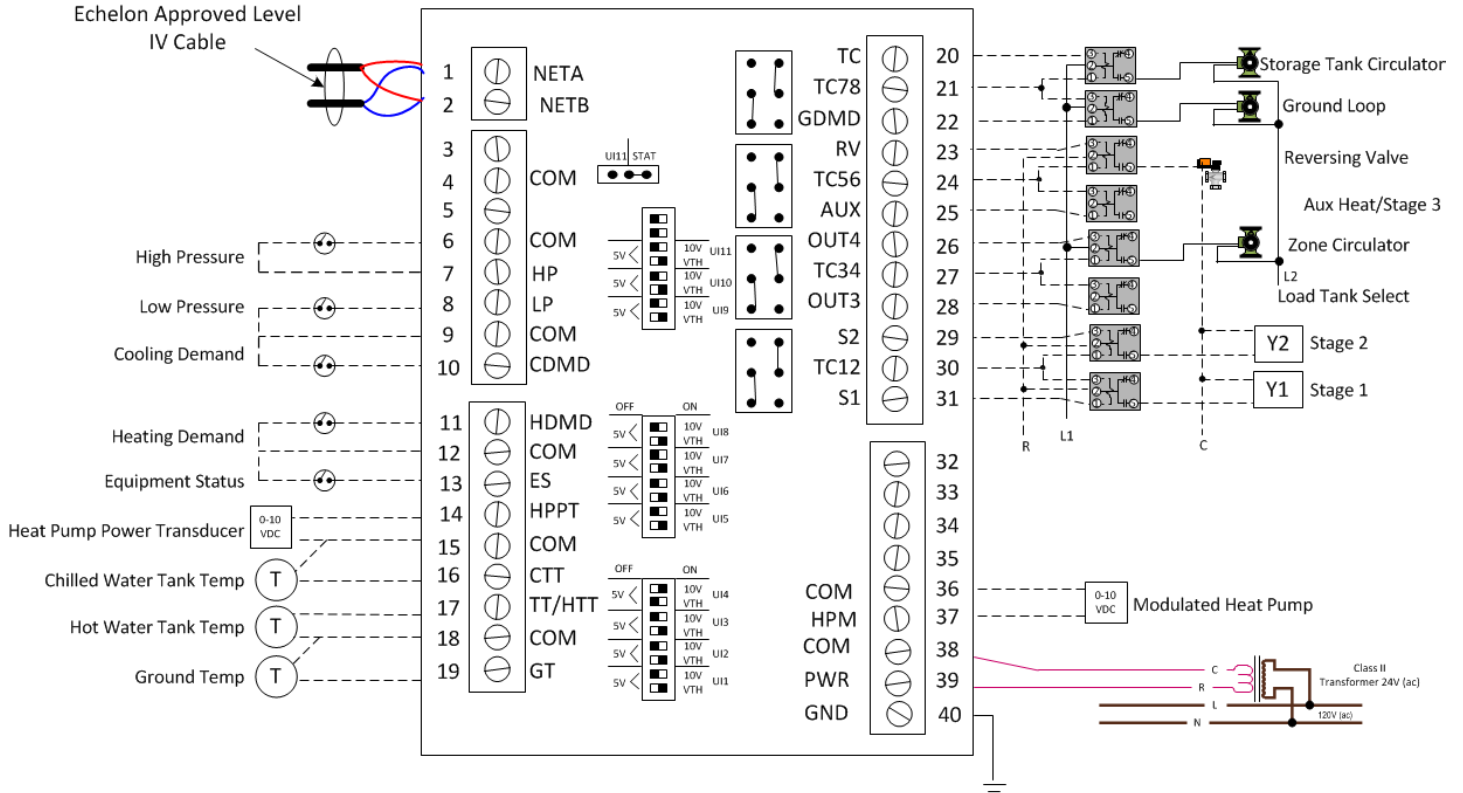 Echelon Approved Level
IV Cable
1 NETA
2 NETB
3
4 COM
5
6 COM
7 HP
8 LP
9 COM
10 CDMD
11 HDMD
12 COM
13 ES
14 HPPT
15 COM
16 CTT
17 TT/HTT
18 COM
19 GT
High Pressure
Low Pressure
Cooling Demand
Heating Demand
Equipment Status
Heat Pump Power Transducer
0-10
VDC
Chilled Water Tank Temp
T
Hot Water Tank Temp
T
Ground Temp
T
UI11 STAT
5V < 10V UI11
VTH
5V < 10V UI10
VTH
5V < 10V UI9
VTH
OFF ON
5V < 10V UI8
VTH
5V < 10V UI7
VTH
5V < 10V UI6
VTH
5V < 10V UI5
VTH
OFF ON
5V < 10V UI4
VTH
5V < 10V UI3
VTH
5V < 10V UI2
VTH
5V < 10V UI1
VTH
TC 20
TC78 21
GDMD 22
RV 23
TC56 24
AUX 25
OUT4 26
TC34 27
OUT3 28
S2 29
TC12 30
S1 31
32
33
34
35
COM 36
HPM 37
COM 38
PWR 39
GND 40
Storage Tank Circulator
Ground Loop
Reversing Valve
Aux Heat/Stage 3
Zone Circulator
L2
Load Tank Select
Y2 Stage 2
Y1 Stage 1
R
L1
C
0-10
VDC
Modulated Heat Pump
C
R
L
N
Class II
Transformer 24V (ac)
120V (ac)